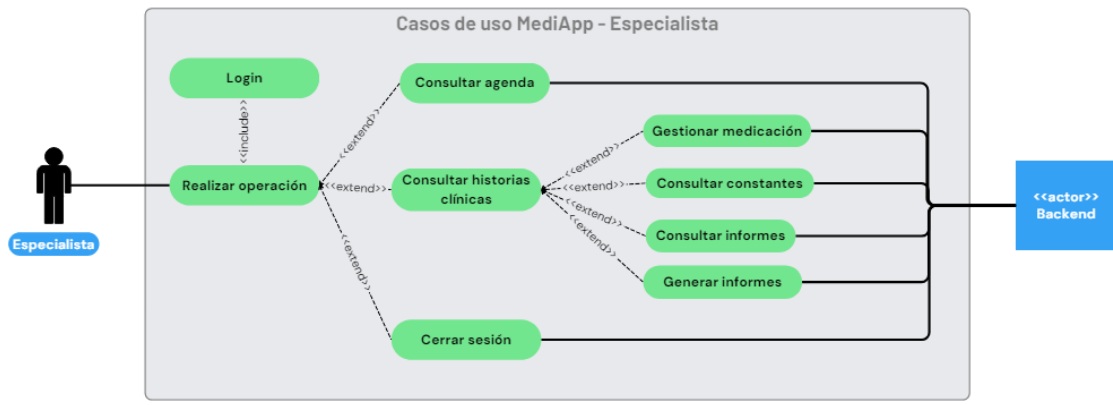 Casos de uso MediApp - Especialista
Login
<<include>>
Realizar operación
Especialista
<<extend>>
<<extend>>
<<extend>>
Consultar agenda
Consultar historias
clínicas
Cerrar sesión
<<extend>>
<<extend>>
<<extend>>
<<extend>>
Gestionar medicación
Consultar constantes
Consultar informes
Generar informes
<<actor>>
Backend